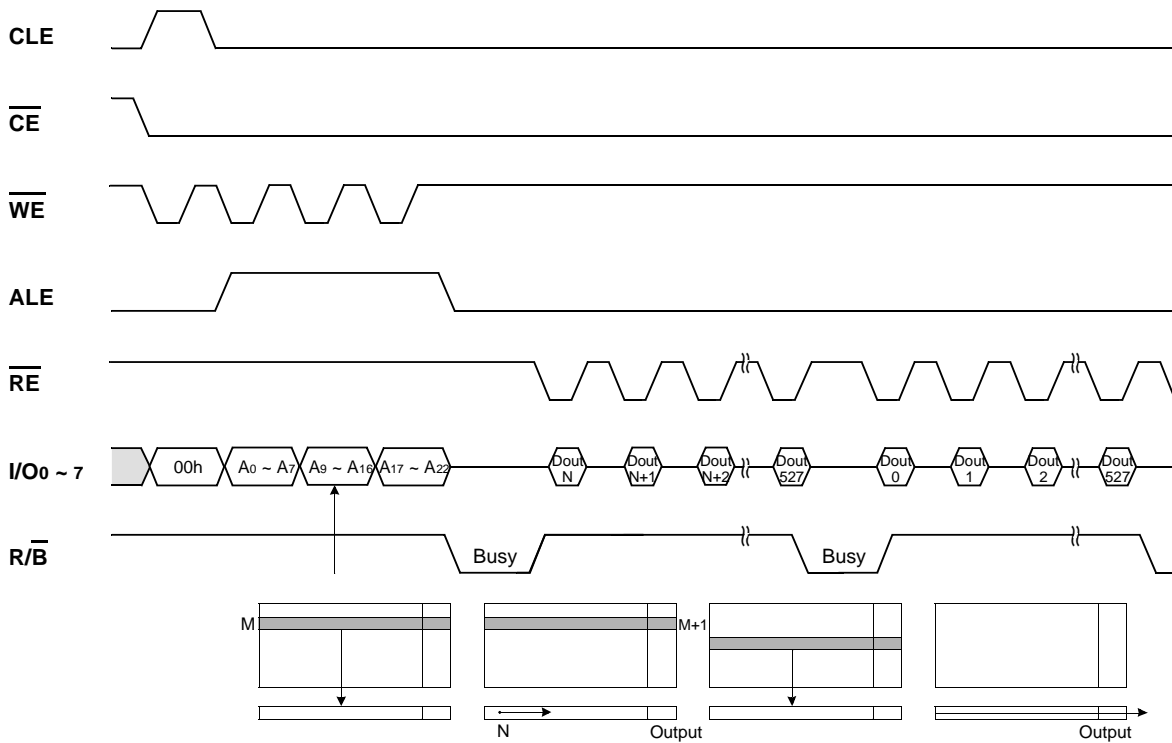 CLE
CE
WE
ALE
RE
I/O0 ~ 7
00h
A0 ~ A7
A9 ~ A16
A17 ~ A22
Dout
N
Dout
N+1
Dout
N+2
Dout
527
Dout
0
Dout
1
Dout
2
Dout
527
R/B
Busy
Busy
M
M+1
N
Output
Output